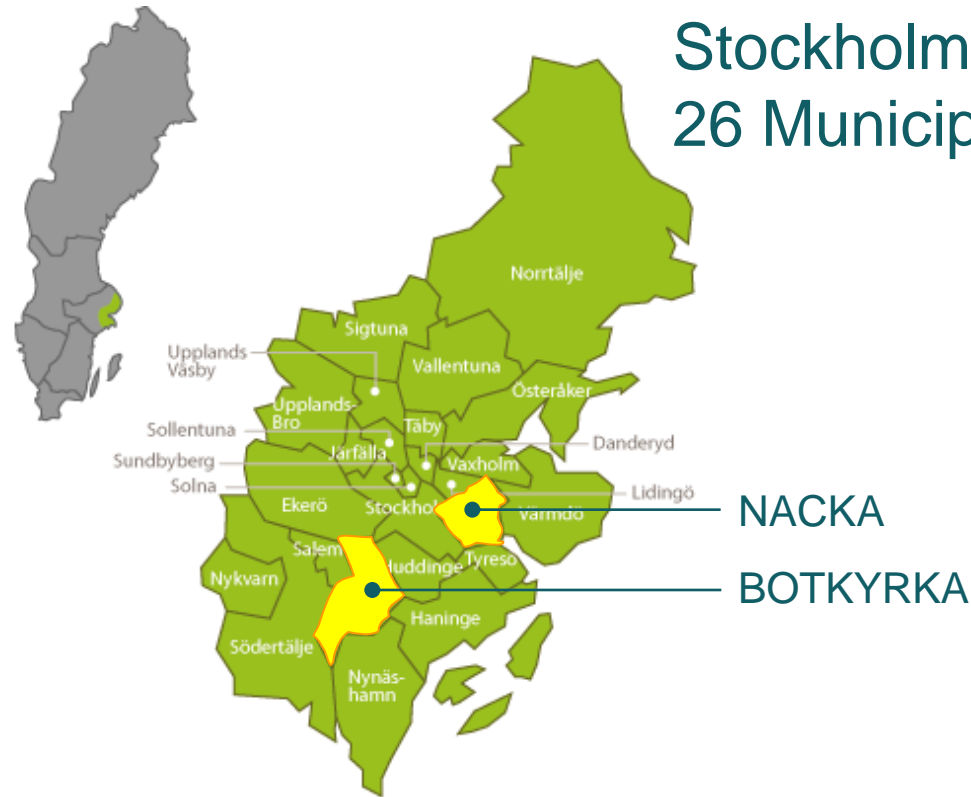 Stockholm
26 Municip
Norrtälje
Sigtuna
Upplands
Väsby
Vallentuna
Österåker
Upplands-
Bro
Täby
Sollentuna
Danderyd
Järfälla
Vaxholm
Sundbyberg
Solna
Lidingö
Ekerö
Stockhol
Värmdö
NACKA
Salem
Huddinge
Tyresö
Nykvarn
BOTKYRKA
Haninge
Södertälje
Nynäs-
hamn